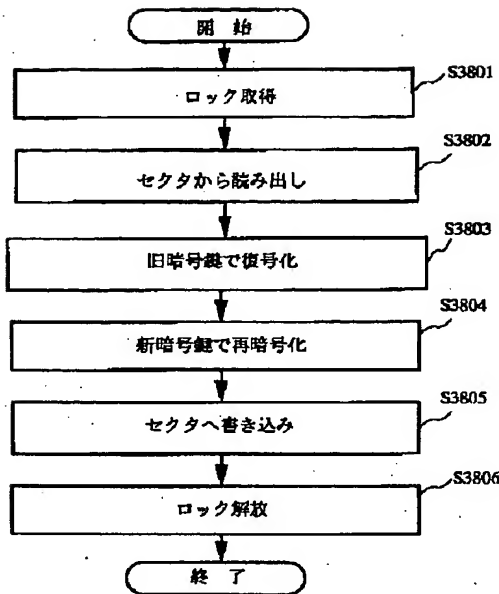 開 始
S3801
ロック取得
S3802
セクタから読み出し
S3803
旧暗号鍵で復号化
S3804
新暗号鍵で再暗号化
S3805
セクタへ書き込み
S3806
ロック解放
終 了